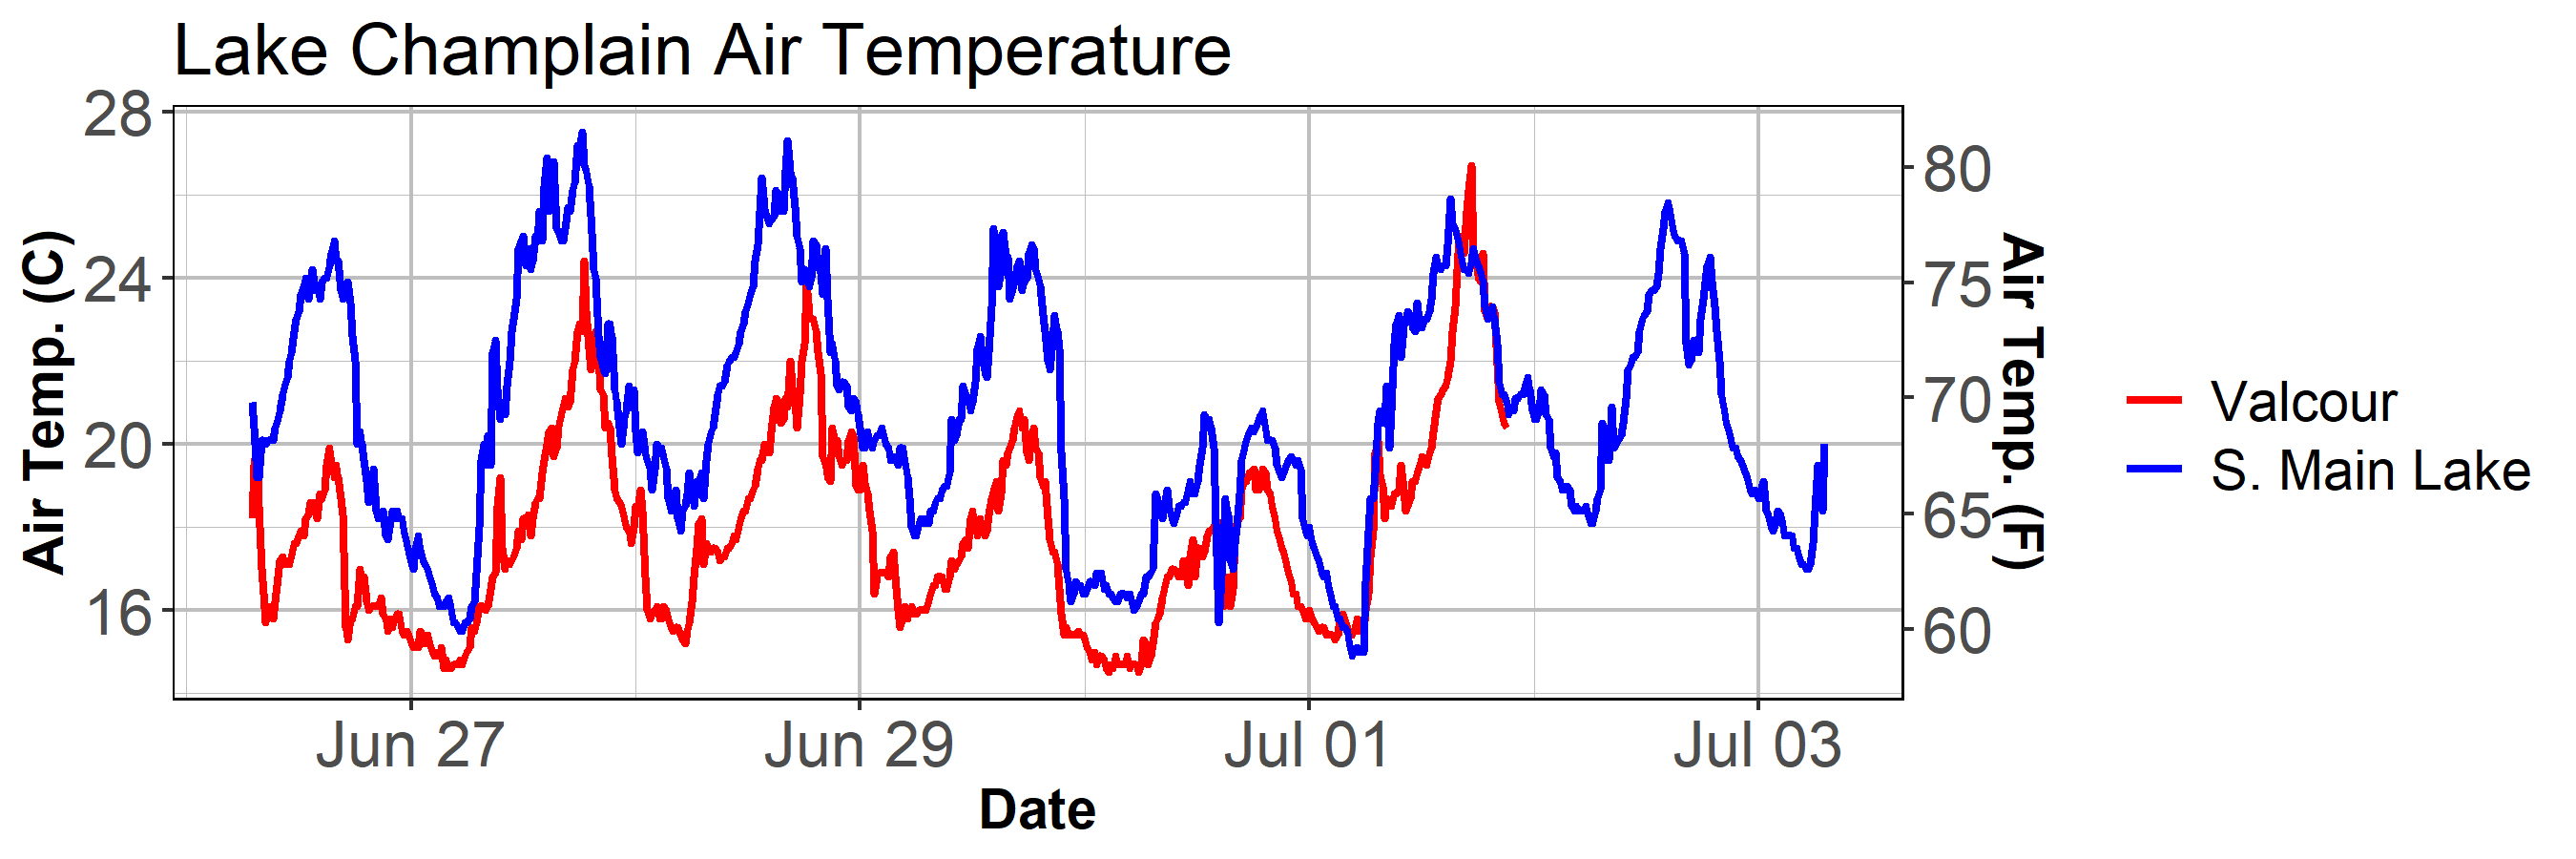 Lake Champlain Air Temperature
Air Temp. (C)
28
24
20
16
80
75
70
65
60
Air Temp. (F)
Jun 27
Jun 29
Jul 01
Jul 03
Date
Valcour
S. Main Lake